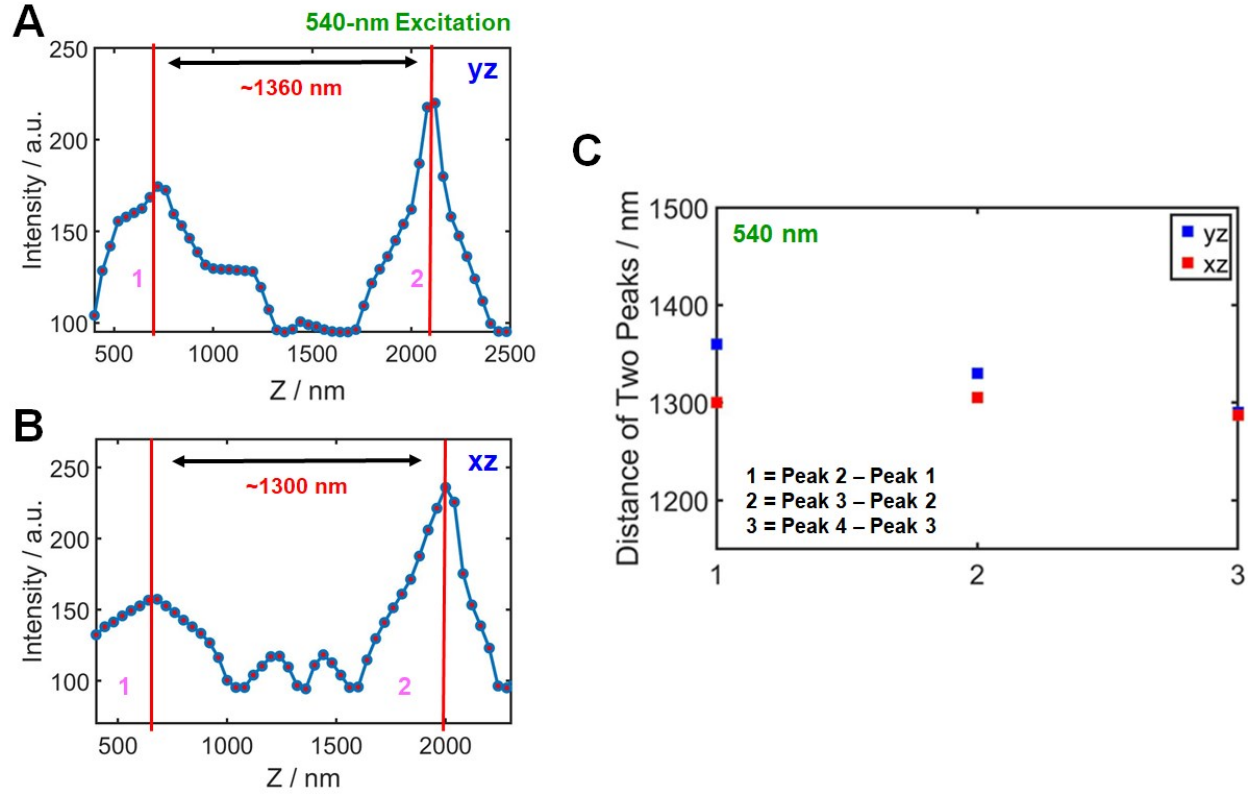 A
540-nm Excitation
250
200
150
100
Intensity / a.u.
~1360 nm
yz
1
2
500
1000
1500
2000
2500
Z / nm
B
250
200
150
100
Intensity / a.u.
~1300 nm
xz
1
2
500
1000
1500
2000
Z / nm
C
1500
1400
1300
1200
Distance of Two Peaks / nm
540 nm
yz
xz
1 = Peak 2 – Peak 1
2 = Peak 3 – Peak 2
3 = Peak 4 – Peak 3
1
2
3